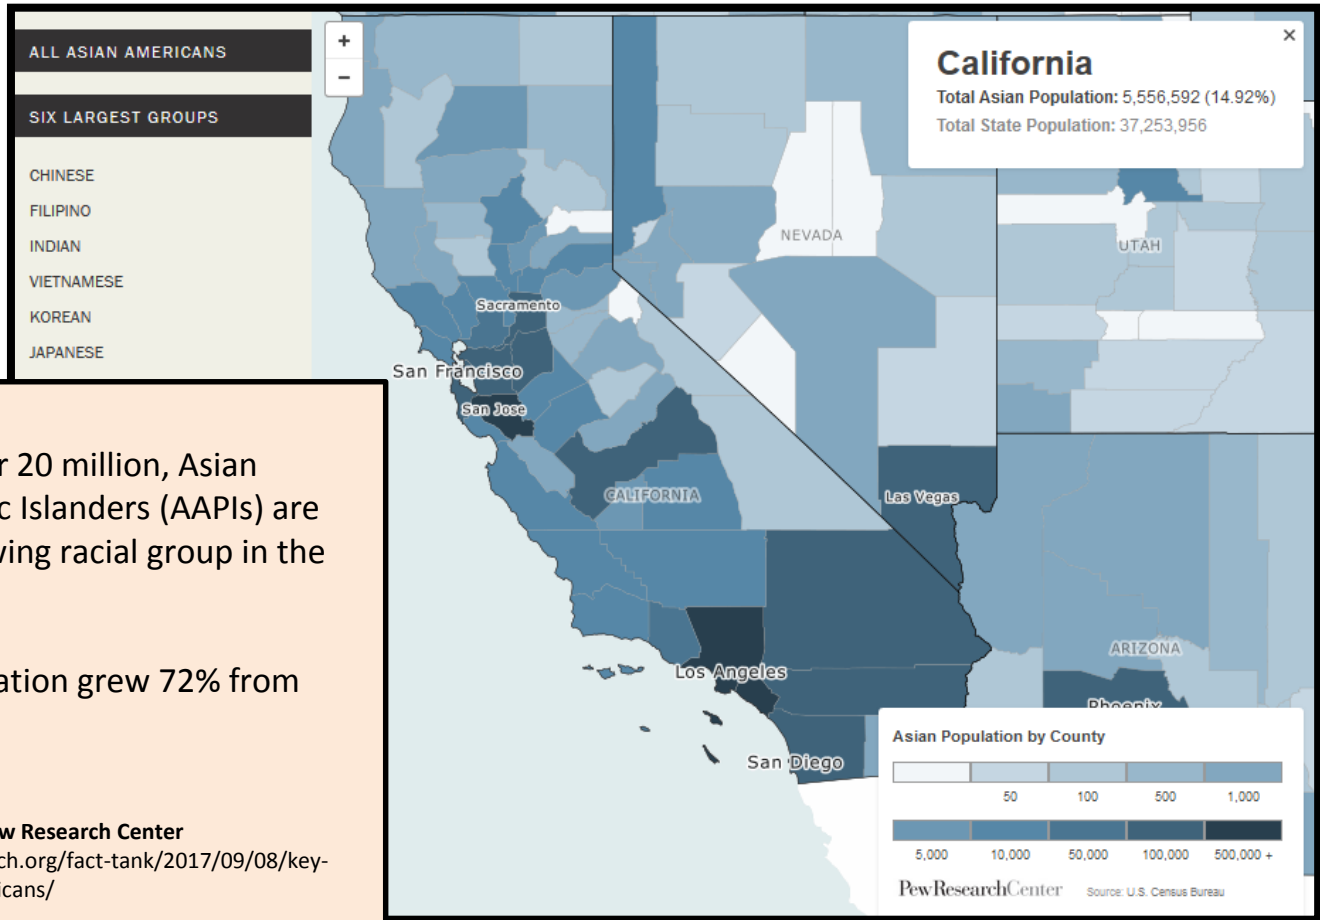 ALL ASIAN AMERICANS
SIX LARGEST GROUPS
CHINESE
FILIPINO
INDIAN
VIETNAMESE
KOREAN
JAPANESE
+
−
California
×
Total Asian Population: 5,556,592 (14.92%)
Total State Population: 37,253,956
NEVADA
UTAH
Sacramento
San Francisco
San Jose
CALIFORNIA
Las Vegas
Los Angeles
ARIZONA
Phoenix
San Diego
r 20 million, Asian
c Islanders (AAPIs) are
ving racial group in the
ation grew 72% from
w Research Center
ch.org/fact-tank/2017/09/08/key-
icans/
Asian Population by County
50 100 500 1,000
5,000 10,000 50,000 100,000 500,000 +
PewResearchCenter Source: U.S. Census Bureau